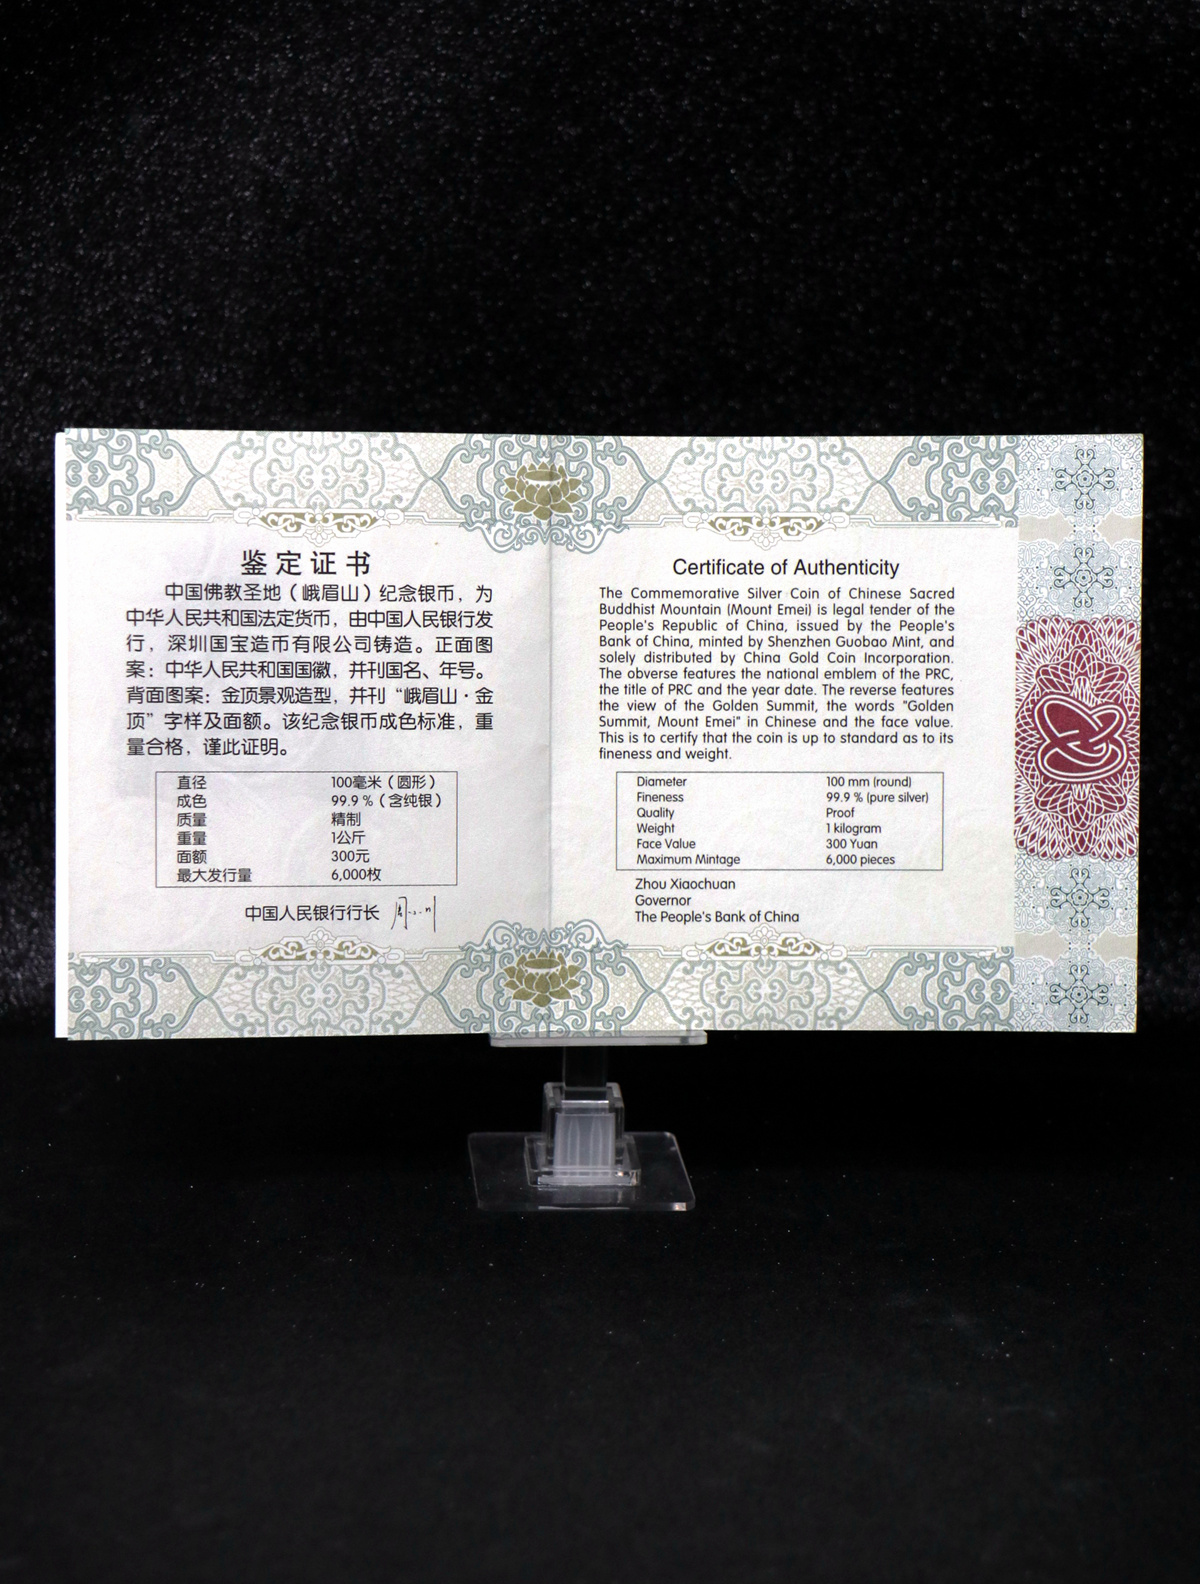 鉴定证书
中国佛教圣地（峨眉山）纪念银币，为
中华人民共和国法定货币，由中国人民银行发
行，深圳国宝造币有限公司铸造。正面图
案：中华人民共和国国徽，并刊国名、年号。
背面图案：金顶景观造型，并刊“峨眉山·金
顶”字样及面额。该纪念银币成色标准，重
量合格，谨此证明。
直径 100毫米（圆形）
成色 99.9 %（含纯银）
质量 精制
重量 1公斤
面额 300元
最大发行量 6,000枚
中国人民银行行长
Certificate of Authenticity
The Commemorative Silver Coin of Chinese Sacred
Buddhist Mountain (Mount Emei) is legal tender of the
People's Republic of China, issued by the People's
Bank of China, minted by Shenzhen Guobao Mint, and
solely distributed by China Gold Coin Incorporation.
The obverse features the national emblem of the PRC,
the title of PRC and the year date. The reverse features
the view of the Golden Summit, the words "Golden
Summit, Mount Emei" in Chinese and the face value.
This is to certify that the coin is up to standard as to its
fineness and weight.
Diameter 100 mm (round)
Fineness 99.9 % (pure silver)
Quality Proof
Weight 1 kilogram
Face Value 300 Yuan
Maximum Mintage 6,000 pieces
Zhou Xiaochuan
Governor
The People's Bank of China